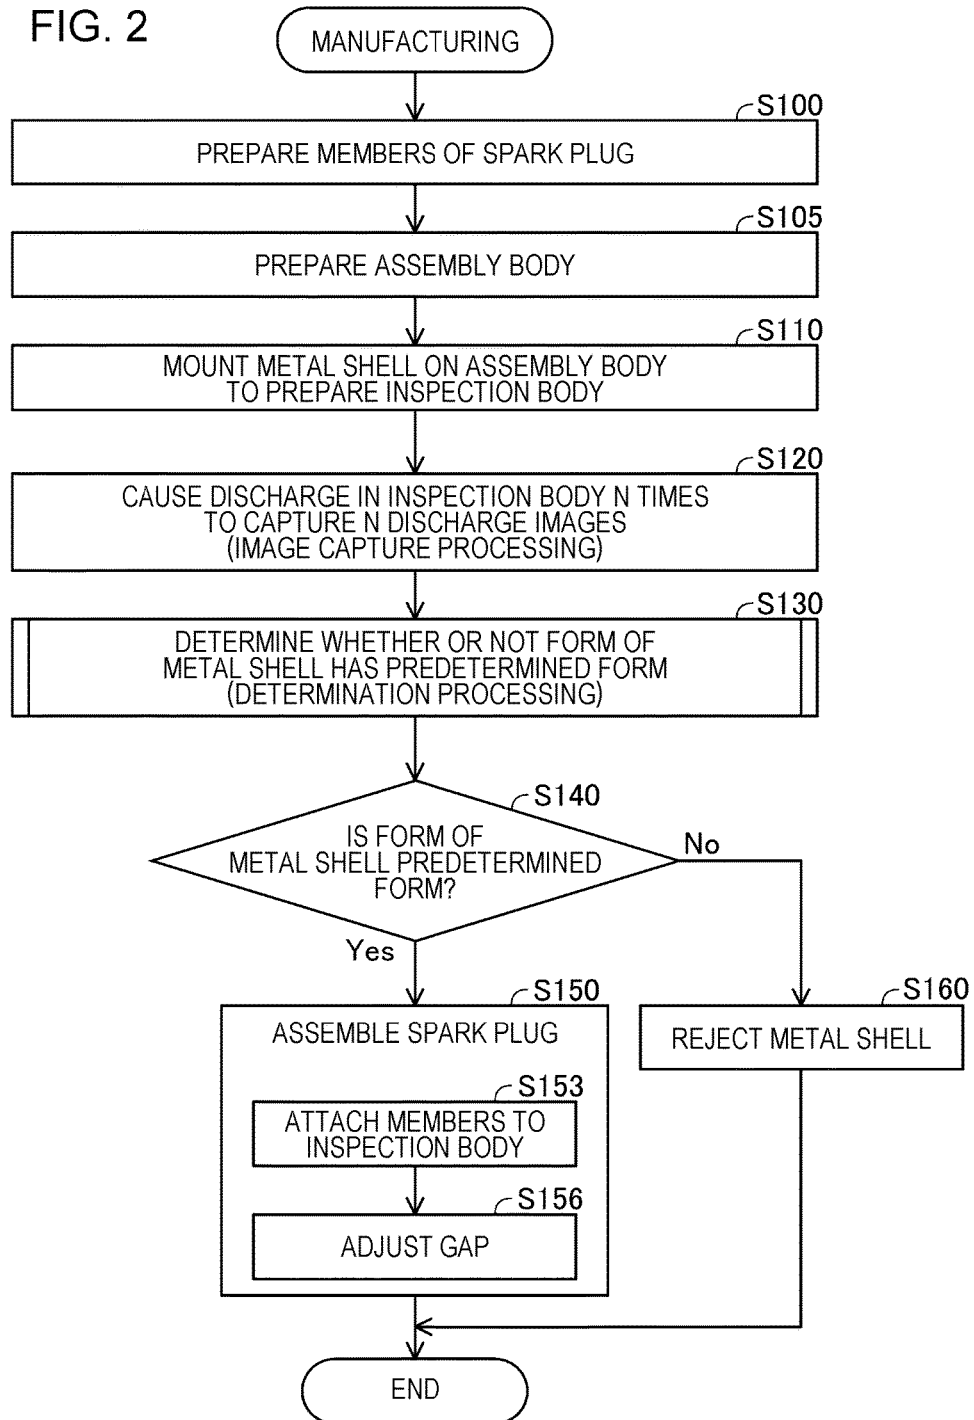 FIG. 2
MANUFACTURING
S100
PREPARE MEMBERS OF SPARK PLUG
S105
PREPARE ASSEMBLY BODY
S110
MOUNT METAL SHELL ON ASSEMBLY BODY
TO PREPARE INSPECTION BODY
S120
CAUSE DISCHARGE IN INSPECTION BODY N TIMES
TO CAPTURE N DISCHARGE IMAGES
(IMAGE CAPTURE PROCESSING)
S130
DETERMINE WHETHER OR NOT FORM OF
METAL SHELL HAS PREDETERMINED FORM
(DETERMINATION PROCESSING)
S140
IS FORM OF
METAL SHELL PREDETERMINED
FORM?
No
Yes
S150
ASSEMBLE SPARK PLUG
S153
ATTACH MEMBERS TO
INSPECTION BODY
S156
ADJUST GAP
S160
REJECT METAL SHELL
END